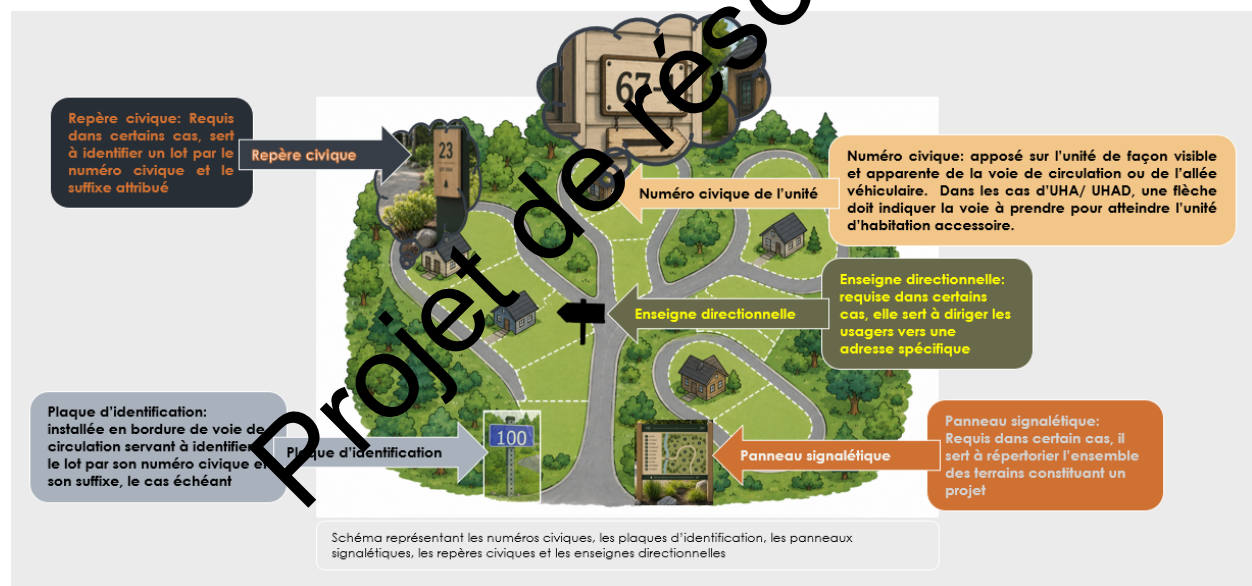 Projet de réso
67-1
Repère civique: Requis
dans certains cas, sert
à identifier un lot par le
numéro civique et le
suffixe attribué
Repère civique
23
Numéro civique de l'unité
Numéro civique: apposé sur l'unité de façon visible
et apparente de la voie de circulation ou de l'allée
véhiculaire. Dans les cas d'UHA/ UHAD, une flèche
doit indiquer la voie à prendre pour atteindre l'unité
d'habitation accessoire.
Enseigne directionnelle
Enseigne directionnelle:
requise dans certains
cas, elle sert à diriger les
usagers vers une
adresse spécifique
Plaque d'identification:
installée en bordure de voie de
circulation servant à identifier
le lot par son numéro civique et
son suffixe, le cas échéant
Plaque d'identification
100
Panneau signalétique
Panneau signalétique:
Requis dans certain cas, il
sert à répertorier l'ensemble
des terrains constituant un
projet
Schéma représentant les numéros civiques, les plaques d'identification, les panneaux
signalétiques, les repères civiques et les enseignes directionnelles